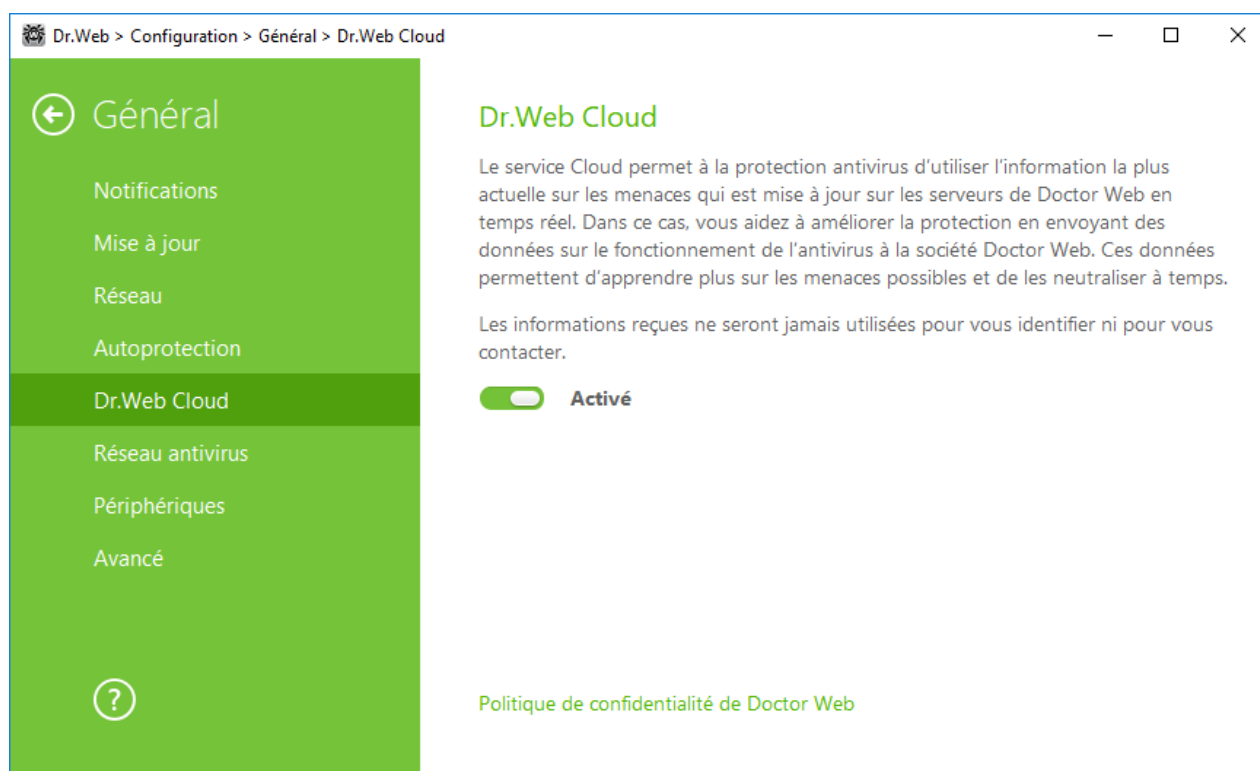 Dr.Web > Configuration > Général > Dr.Web Cloud
Général
Notifications
Mise à jour
Réseau
Autoprotection
Dr.Web Cloud
Réseau antivirus
Périphériques
Avancé
?
Dr.Web Cloud
Le service Cloud permet à la protection antivirus d'utiliser l'information la plus
actuelle sur les menaces qui est mise à jour sur les serveurs de Doctor Web en
temps réel. Dans ce cas, vous aidez à améliorer la protection en envoyant des
données sur le fonctionnement de l'antivirus à la société Doctor Web. Ces données
permettent d'apprendre plus sur les menaces possibles et de les neutraliser à temps.
Les informations reçues ne seront jamais utilisées pour vous identifier ni pour vous
contacter.
Activé
Politique de confidentialité de Doctor Web